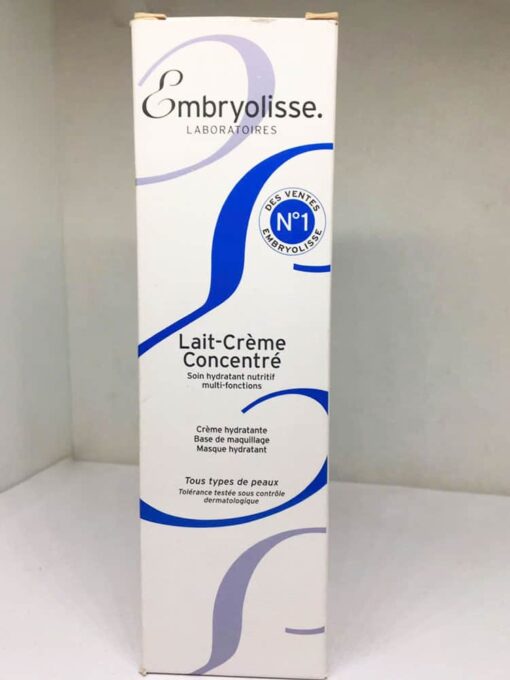 Embryolisse.
LABORATOIRES
DES VENTES
N°1
EMBRYOLISSE
Lait-Crème
Concentré
Soin hydratant nutritif
multi-fonctions
Crème hydratante
Base de maquillage
Masque hydratant
Tous types de peaux
Tolérance testée sous contrôle
dermatologique